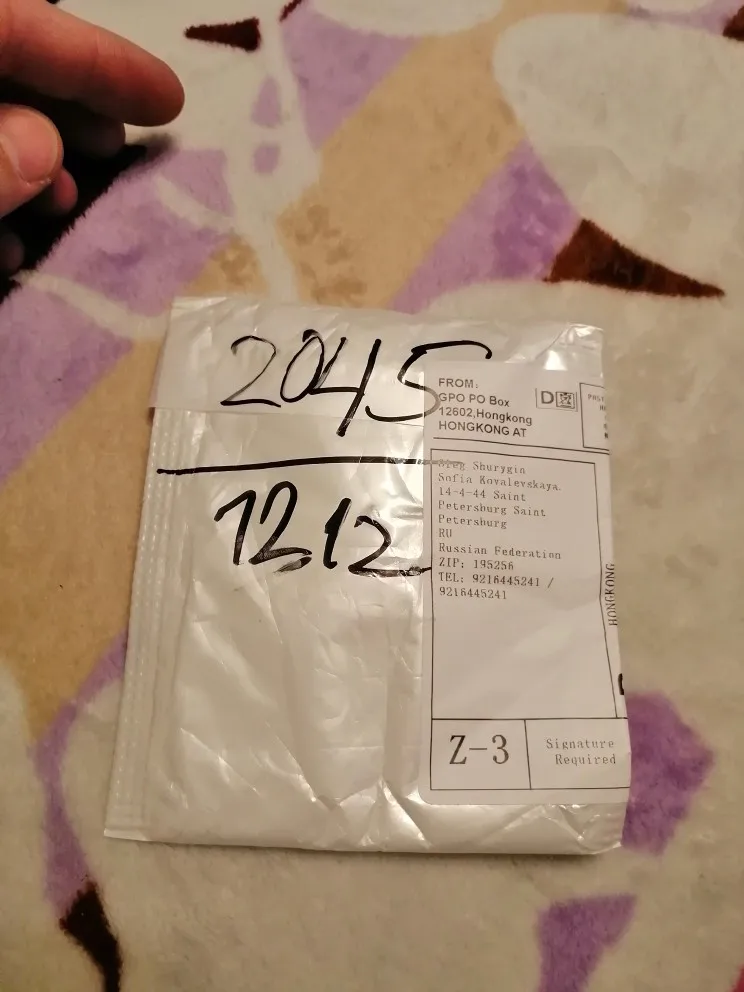 2045
12.12
FROM:
GPO PO Box
12602,Hongkong
HONGKONG AT
D
Shurygin
Sofia Kovalevskaya.
14-4-44 Saint
Petersburg Saint
Petersburg
RU
Russian Federation
ZIP: 195256
TEL: 9216445241 /
9216445241
HONGKONG
Z-3
Signature
Required